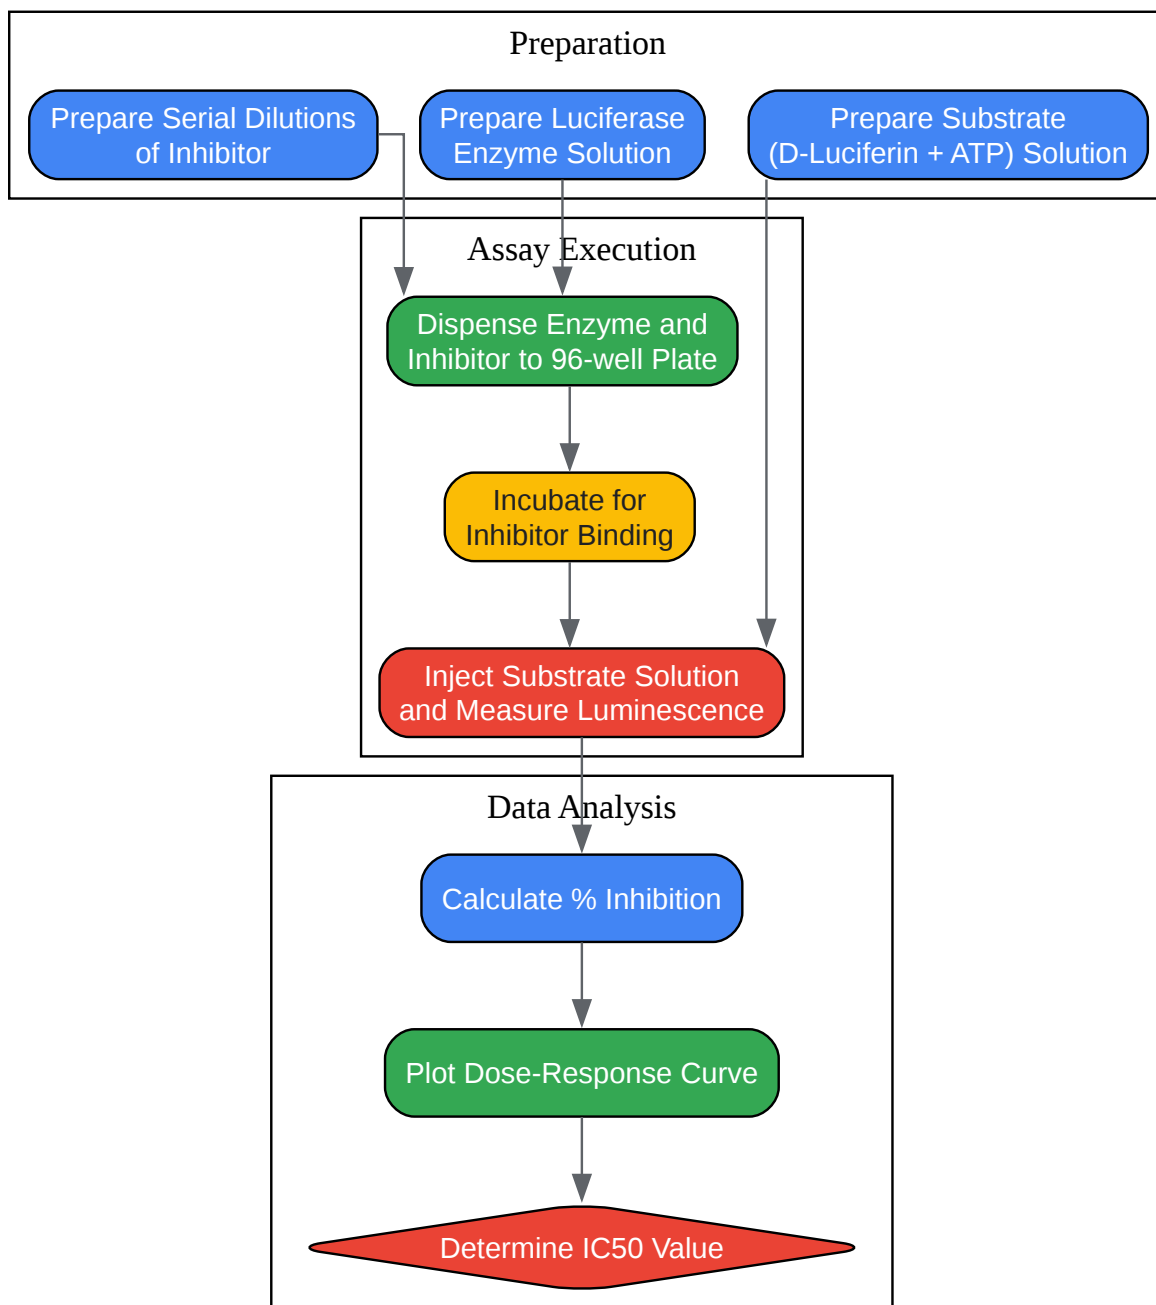 Preparation
Prepare Serial Dilutions
of Inhibitor
Prepare Luciferase
Enzyme Solution
Prepare Substrate
(D-Luciferin + ATP) Solution
Assay Execution
Dispense Enzyme and
Inhibitor to 96-well Plate
Incubate for
Inhibitor Binding
Inject Substrate Solution
and Measure Luminescence
Data Analysis
Calculate % Inhibition
Plot Dose-Response Curve
Determine IC50 Value